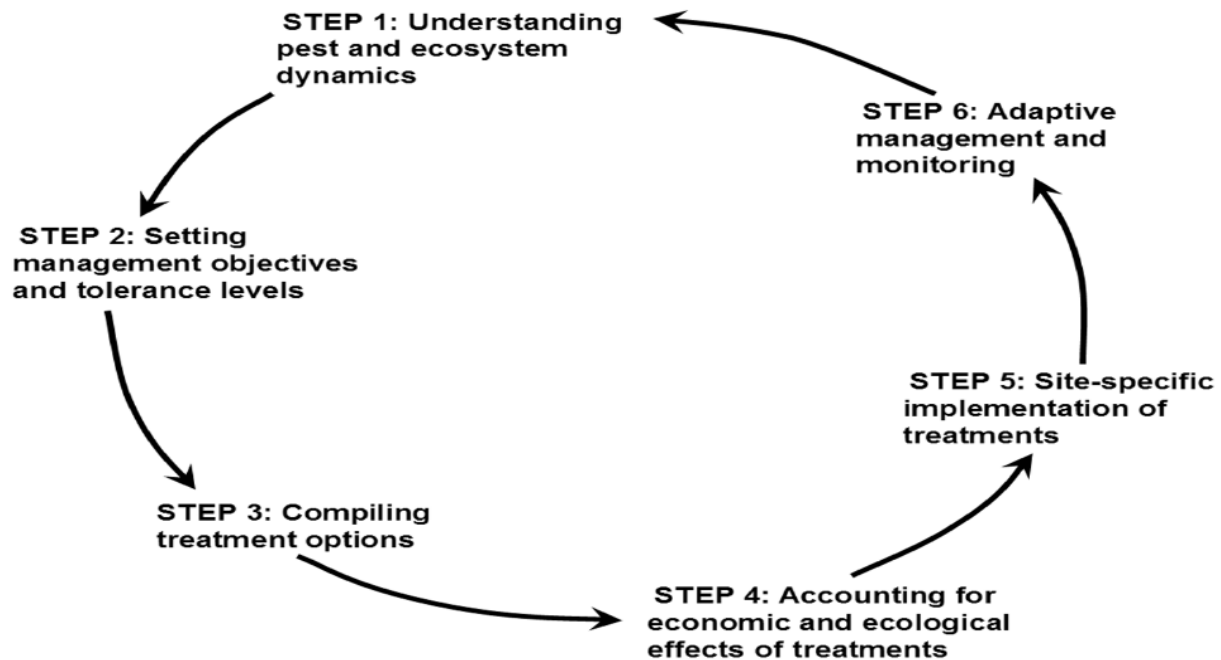 STEP 1: Understanding
pest and ecosystem
dynamics
STEP 2: Setting
management objectives
and tolerance levels
STEP 3: Compiling
treatment options
STEP 4: Accounting for
economic and ecological
effects of treatments
STEP 5: Site-specific
implementation of
treatments
STEP 6: Adaptive
management and
monitoring